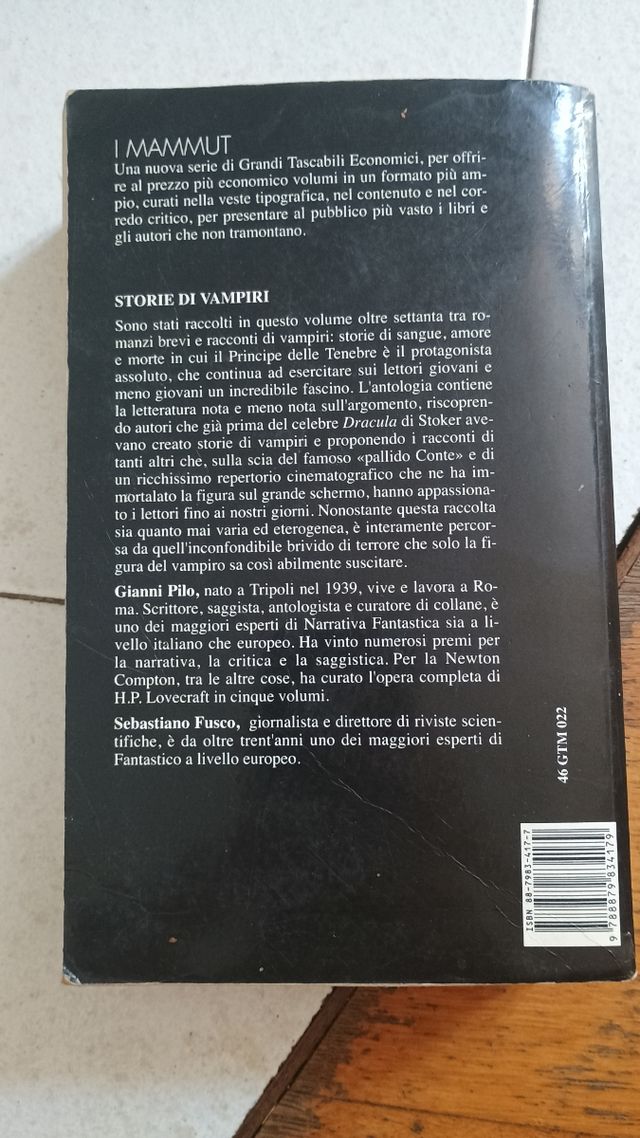 I MAMMUT
Una nuova serie di Grandi Tascabili Economici, per offri-
re al prezzo più economico volumi in un formato più am-
pio, curati nella veste tipografica, nel contenuto e nel cor-
redo critico, per presentare al pubblico più vasto i libri e
gli autori che non tramontano.
STORIE DI VAMPIRI
Sono stati raccolti in questo volume oltre settanta tra ro-
manzi brevi e racconti di vampiri: storie di sangue, amore
e morte in cui il Principe delle Tenebre è il protagonista
assoluto, che continua ad esercitare sui lettori giovani e
meno giovani un incredibile fascino. L'antologia contiene
la letteratura nota e meno nota sull'argomento, riscopren-
do autori che già prima del celebre Dracula di Stoker ave-
vano creato storie di vampiri e proponendo i racconti di
tanti altri che, sulla scia del famoso «pallido Conte» e di
un ricchissimo repertorio cinematografico che ne ha im-
mortalato la figura sul grande schermo, hanno appassiona-
to i lettori fino ai nostri giorni. Nonostante questa raccolta
sia quanto mai varia ed eterogenea, è interamente percor-
sa da quell'inconfondibile brivido di terrore che solo la fi-
gura del vampiro sa così abilmente suscitare.
Gianni Pilo, nato a Tripoli nel 1939, vive e lavora a Ro-
ma. Scrittore, saggista, antologista e curatore di collane, è
uno dei maggiori esperti di Narrativa Fantastica sia a li-
vello italiano che europeo. Ha vinto numerosi premi per
la narrativa, la critica e la saggistica. Per la Newton
Compton, tra le altre cose, ha curato l'opera completa di
H.P. Lovecraft in cinque volumi.
Sebastiano Fusco, giornalista e direttore di riviste scien-
tifiche, è da oltre trent'anni uno dei maggiori esperti di
Fantastico a livello europeo.
46 GTM 022
ISBN 88-7983-417-7
9 788879 834179